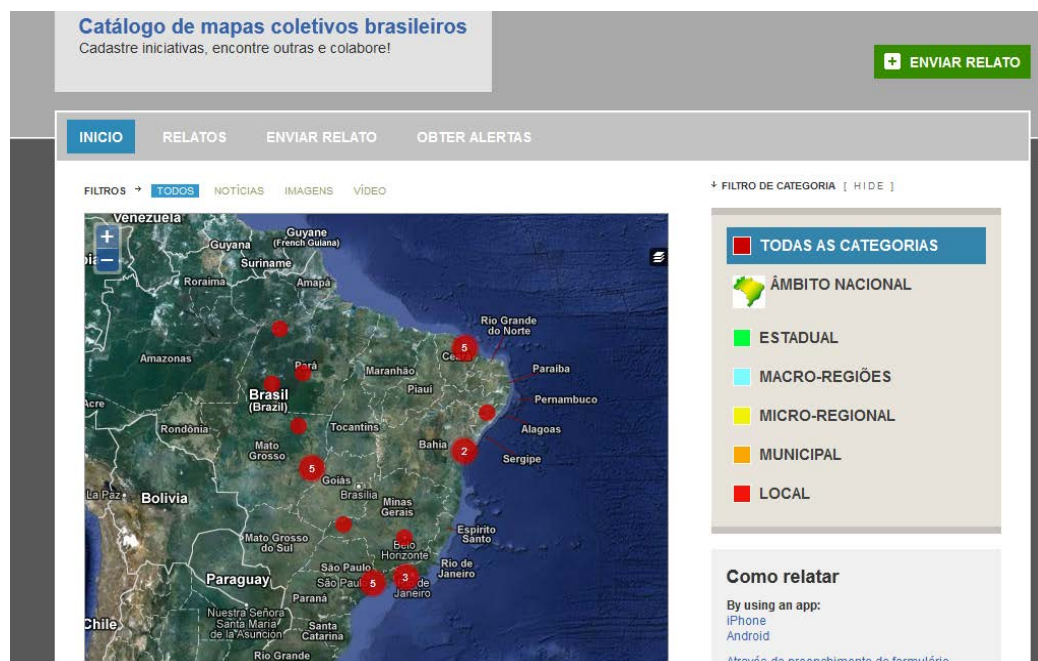 Catálogo de mapas coletivos brasileiros
Cadastre iniciativas, encontre outras e colabore!
ENVIAR RELATO
INICIO RELATOS ENVIAR RELATO OBTER ALERTAS
FILTROS → TODOS NOTÍCIAS IMAGENS VÍDEO
↓ FILTRO DE CATEGORIA [ HIDE ]
Venezuela
Guyana
Guyane
(French Guiana)
Suriname
Roraima
Amapá
Rio Grande
do Norte
5
Amazonas
Pará
Maranhão
Paraíba
Piauí
Brasil
(Brazil)
Pernambuco
Acre
Rondônia
Tocantins
Alagoas
Mato
Grosso
Bahia
2
Sergipe
5
Goiás
La Paz
Bolivia
Brasília
Minas
Gerais
Mato Grosso
do Sul
Espírito
Santo
Belo
Horizonte
São Paulo
Rio de
Janeiro
Paraguay
5
3
Janeiro
Paraná
Nuestra Señora
Santa María
de la Asunción
Chile
Santa
Catarina
Rio Grande
TODAS AS CATEGORIAS
ÂMBITO NACIONAL
ESTADUAL
MACRO-REGIÕES
MICRO-REGIONAL
MUNICIPAL
LOCAL
Como relatar
By using an app:
iPhone
Android
Através do preenchimento de formulário